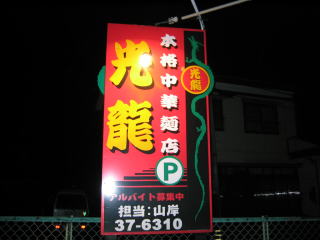 本格中華麺店
光龍
光龍
P
アルバイト募集中
担当:山岸
37-6310